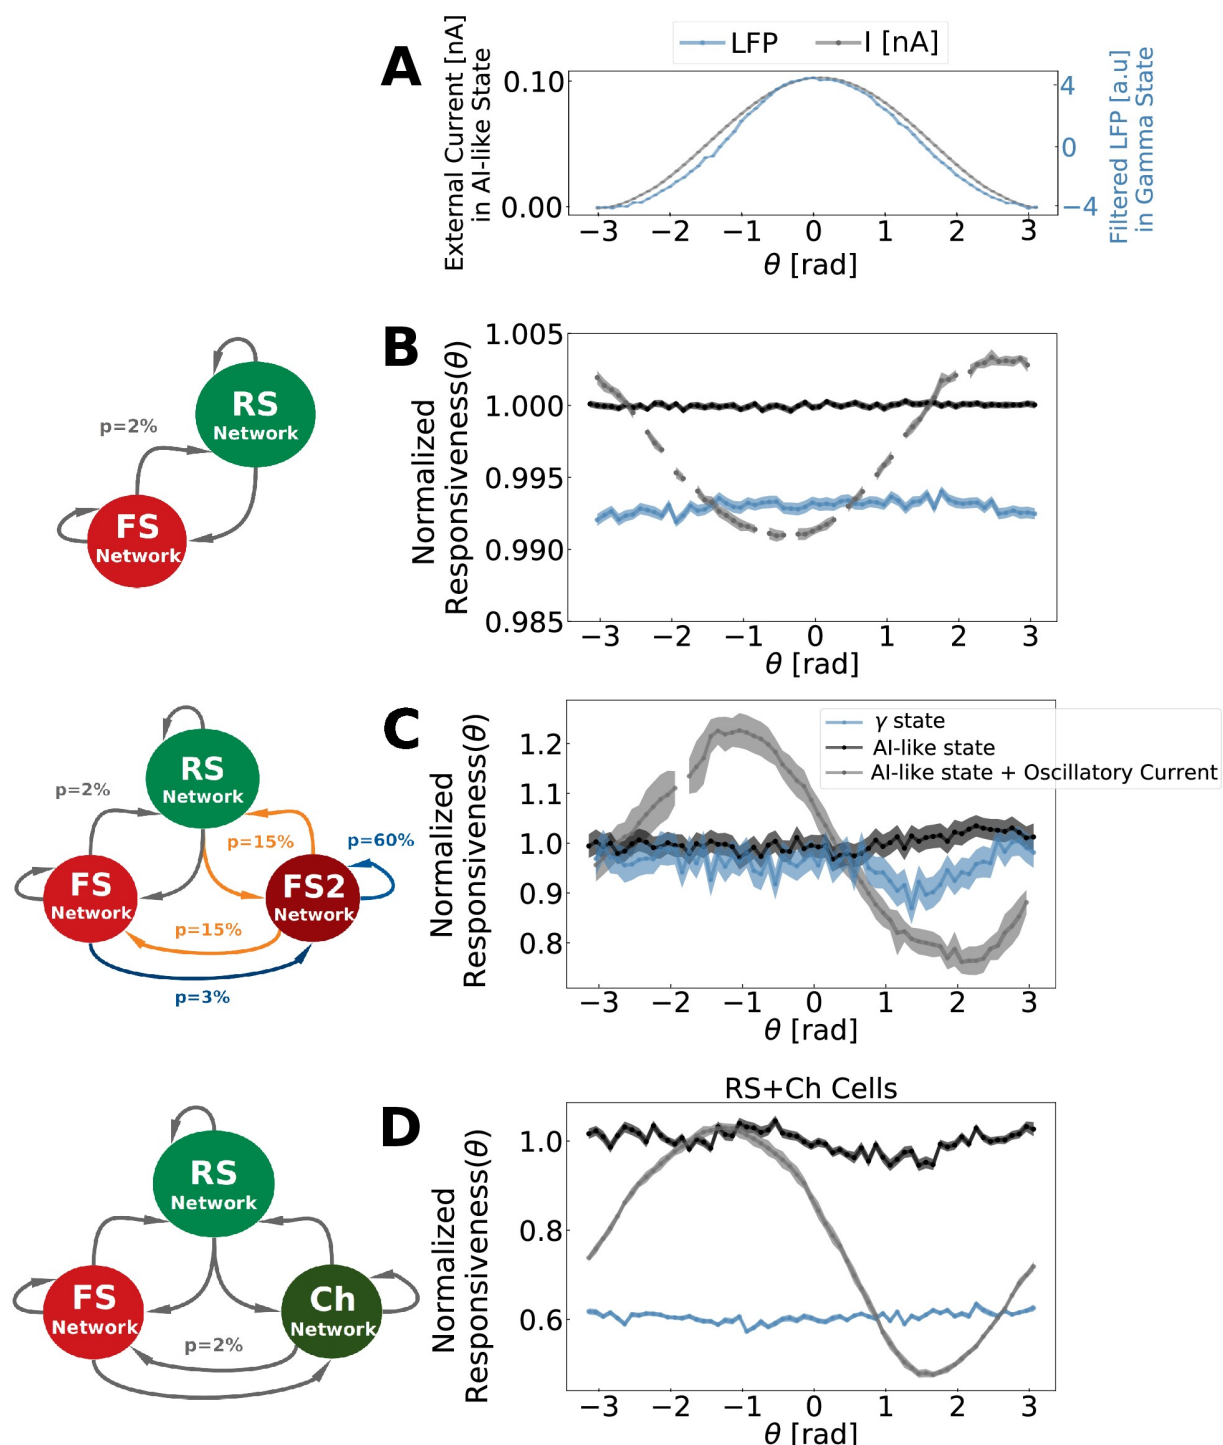 A
External Current [nA]
in AI-like State
LFP
I [nA]
0.10
0.00
4
0
−4
Filtered LFP [a.u]
in Gamma State
−3 −2 −1 0 1 2 3
θ [rad]
RS
Network
p=2%
FS
Network
B
Normalized
Responsiveness(θ)
1.005
1.000
0.995
0.990
0.985
−3 −2 −1 0 1 2 3
θ [rad]
RS
Network
p=2%
p=15%
p=60%
FS
Network
FS2
Network
p=15%
p=3%
C
Normalized
Responsiveness(θ)
γ state
AI-like state
AI-like state + Oscillatory Current
1.2
1.1
1.0
0.9
0.8
−3 −2 −1 0 1 2 3
θ [rad]
RS
Network
FS
Network
Ch
Network
p=2%
D
RS+Ch Cells
Normalized
Responsiveness(θ)
1.0
0.8
0.6
−3 −2 −1 0 1 2 3
θ [rad]